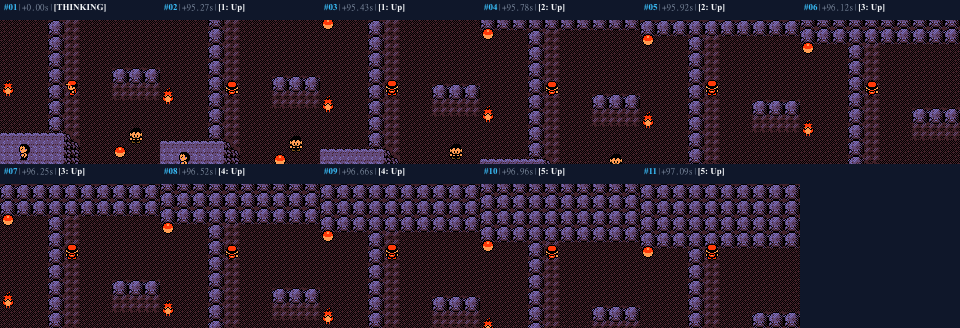 #01|+0.00s|[THINKING]
#02|+95.27s|[1: Up]
#03|+95.43s|[1: Up]
#04|+95.78s|[2: Up]
#05|+95.92s|[2: Up]
#06|+96.12s|[3: Up]
#07|+96.25s|[3: Up]
#08|+96.52s|[4: Up]
#09|+96.66s|[4: Up]
#10|+96.96s|[5: Up]
#11|+97.09s|[5: Up]